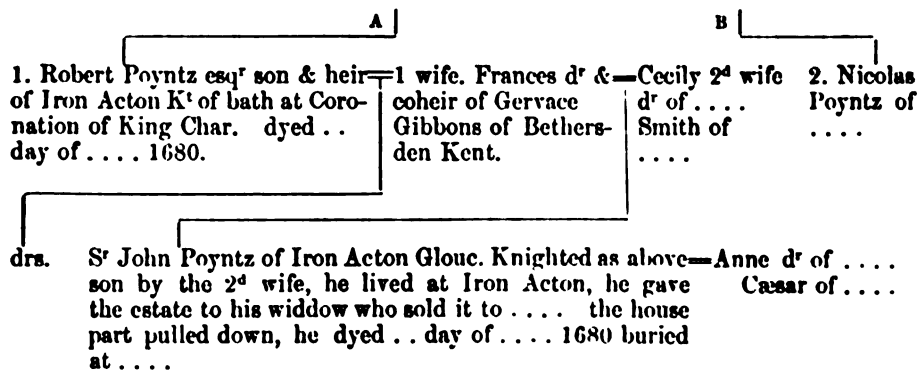 A B
1. Robert Poyntz esqʳ son & heir=1 wife. Frances dʳ &=Cecily 2ᵈ wife 2. Nicolas
of Iron Acton Kᵗ of bath at Coro- coheir of Gervace dʳ of .... Poyntz of
nation of King Char. dyed .. Gibbons of Bethers- Smith of ....
day of .... 1680. den Kent. ....
drs. Sʳ John Poyntz of Iron Acton Glouc. Knighted as above=Anne dʳ of ....
son by the 2ᵈ wife, he lived at Iron Acton, he gave Cæsar of ....
the estate to his widdow who sold it to .... the house
part pulled down, he dyed .. day of .... 1680 buried
at ....